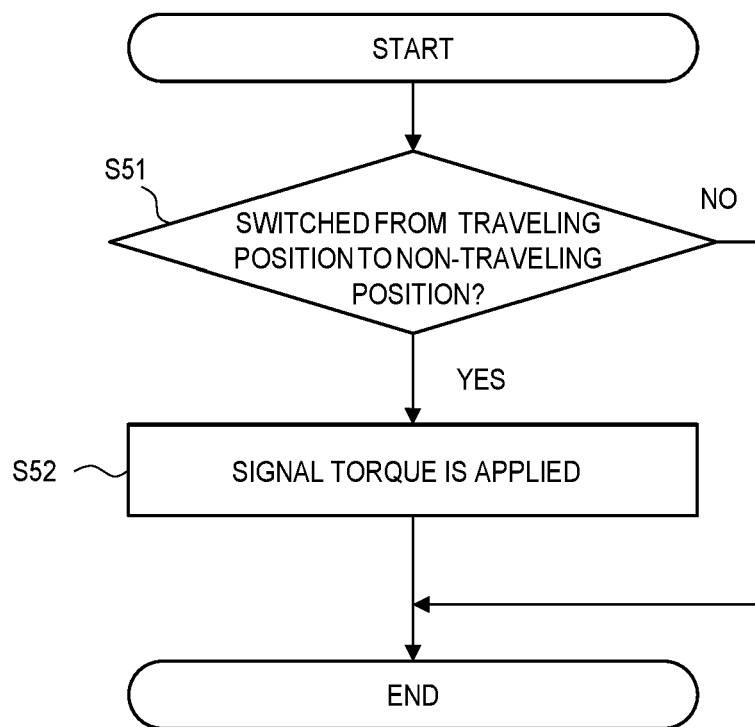 START
S51
NO
SWITCHED FROM TRAVELING
POSITION TO NON-TRAVELING
POSITION?
YES
S52
SIGNAL TORQUE IS APPLIED
END